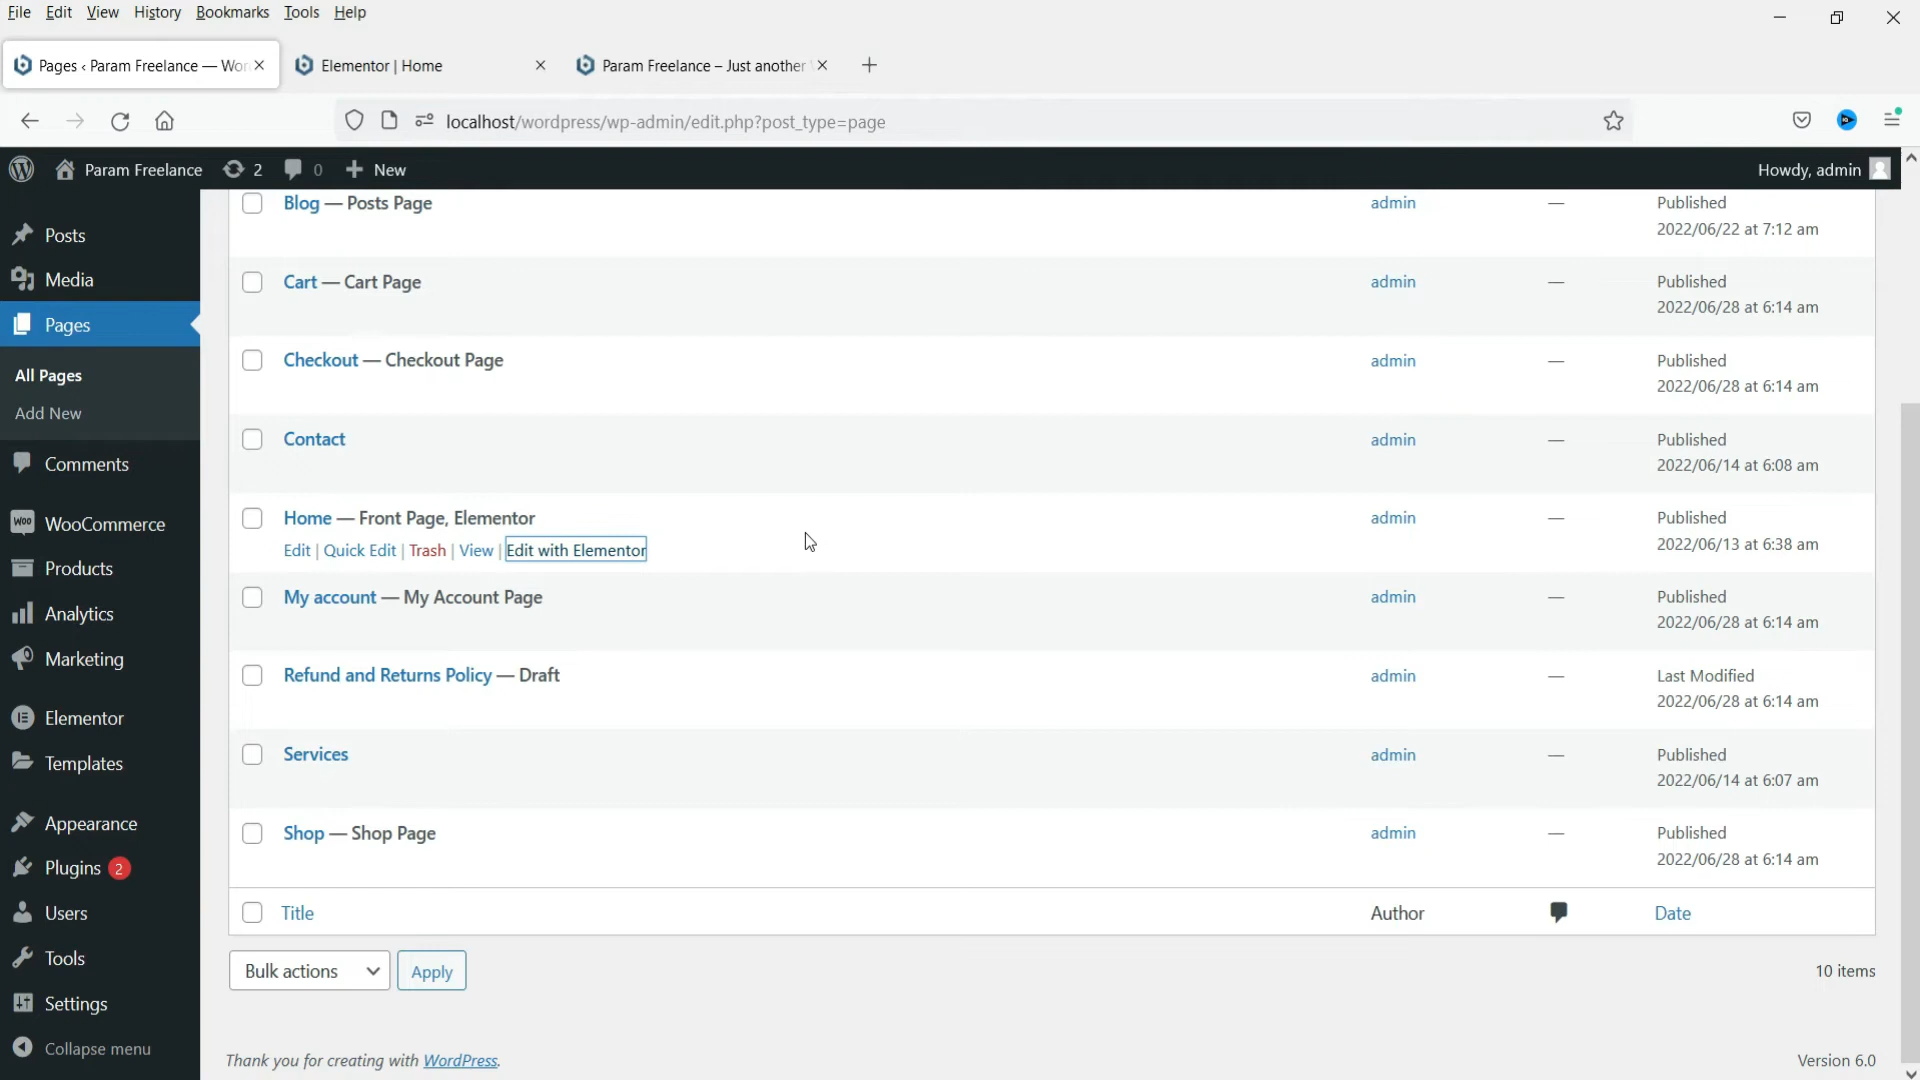 File Edit View History Bookmarks Tools Help
Pages ‹ Param Freelance — Wor
Elementor | Home
Param Freelance – Just another
localhost/wordpress/wp-admin/edit.php?post_type=page
Param Freelance 2 0 New
Howdy, admin
Posts
Media
Pages
All Pages
Add New
Comments
WooCommerce
Products
Analytics
Marketing
Elementor
Templates
Appearance
Plugins 2
Users
Tools
Settings
Collapse menu
Blog — Posts Page admin — Published
2022/06/22 at 7:12 am
Cart — Cart Page admin — Published
2022/06/28 at 6:14 am
Checkout — Checkout Page admin — Published
2022/06/28 at 6:14 am
Contact admin — Published
2022/06/14 at 6:08 am
Home — Front Page, Elementor admin — Published
Edit | Quick Edit | Trash | View | Edit with Elementor 2022/06/13 at 6:38 am
My account — My Account Page admin — Published
2022/06/28 at 6:14 am
Refund and Returns Policy — Draft admin — Last Modified
2022/06/28 at 6:14 am
Services admin — Published
2022/06/14 at 6:07 am
Shop — Shop Page admin — Published
2022/06/28 at 6:14 am
Title Author Date
Bulk actions Apply 10 items
Thank you for creating with WordPress. Version 6.0